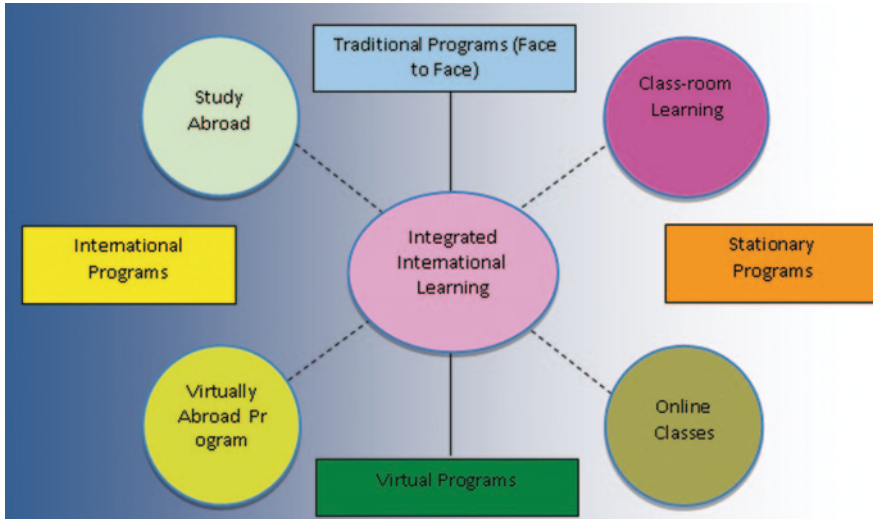 Traditional Programs (Face
to Face)
Study
Abroad
Class-room
Learning
International
Programs
Integrated
International
Learning
Stationary
Programs
Virtually
Abroad Pr
ogram
Online
Classes
Virtual Programs